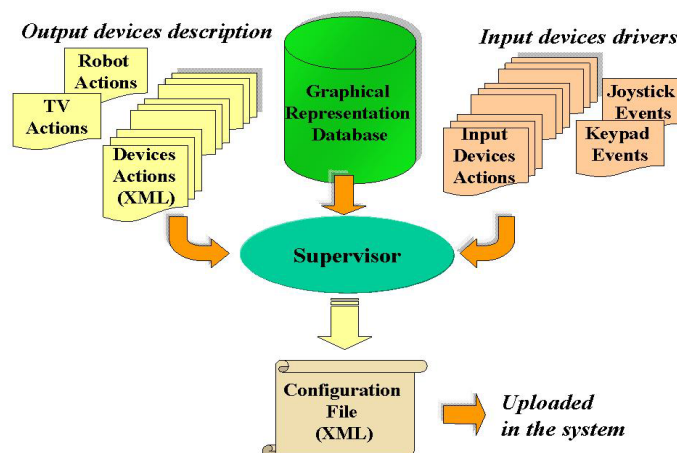 Output devices description
Robot
Actions
TV
Actions
Devices
Actions
(XML)
Graphical
Representation
Database
Input devices drivers
Joystick
Events
Keypad
Events
Input
Devices
Actions
Supervisor
Configuration
File
(XML)
Uploaded
in the system